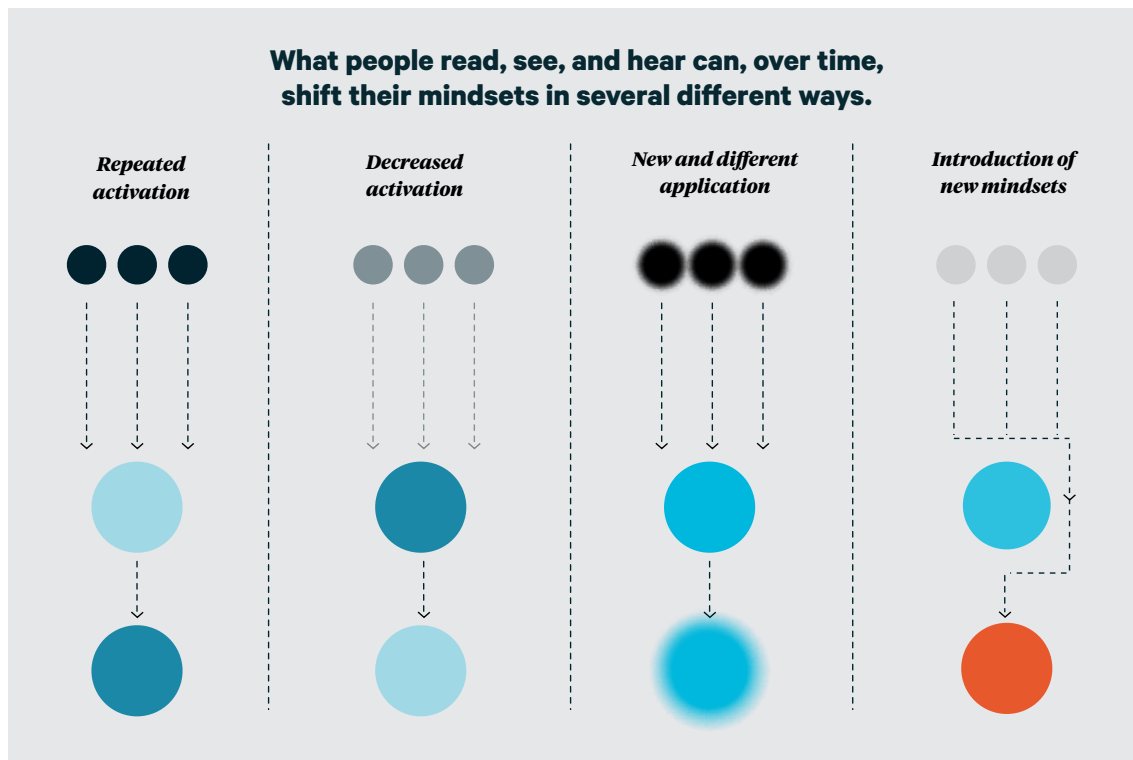 What people read, see, and hear can, over time,
shift their mindsets in several different ways.
Repeated
activation
Decreased
activation
New and different
application
Introduction of
new mindsets